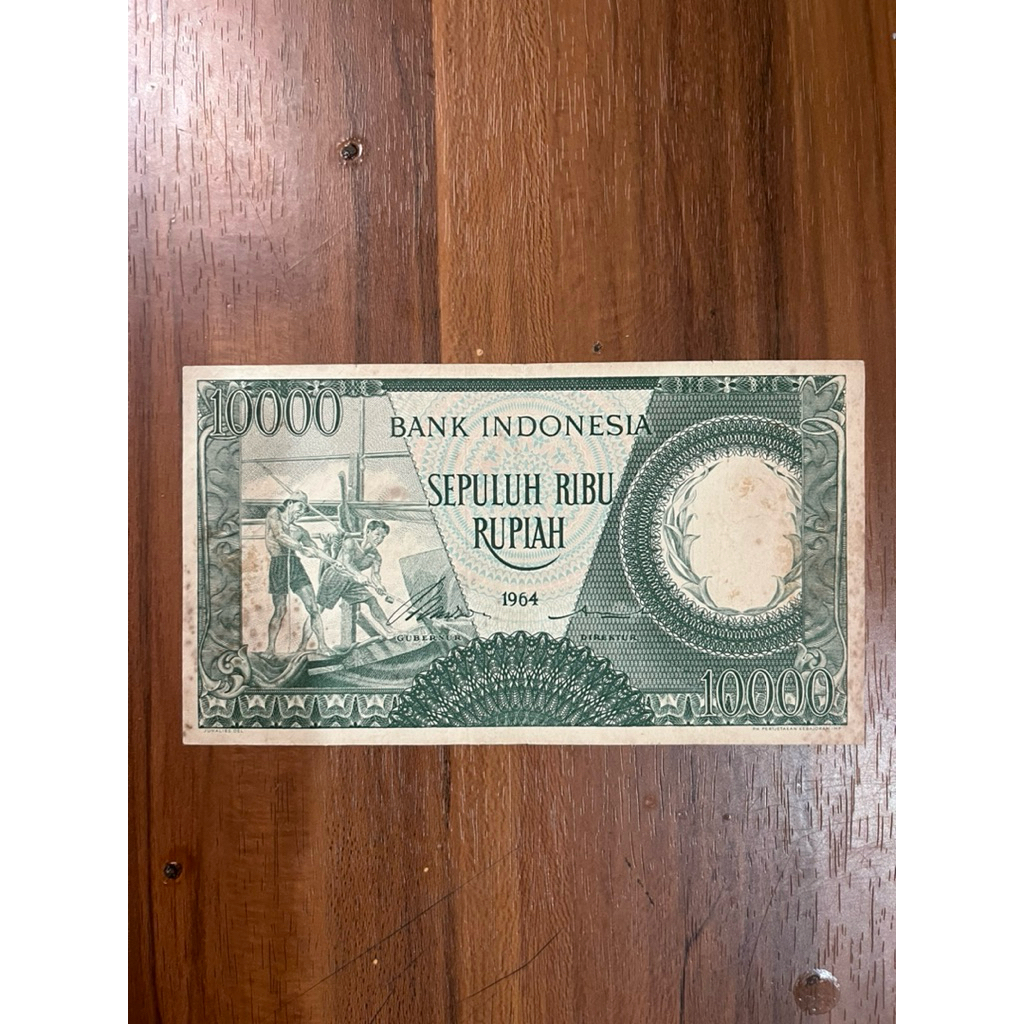 10000
BANK INDONESIA
SEPULUH RIBU
RUPIAH
1964
GUBERNUR
DIREKTUR
10000